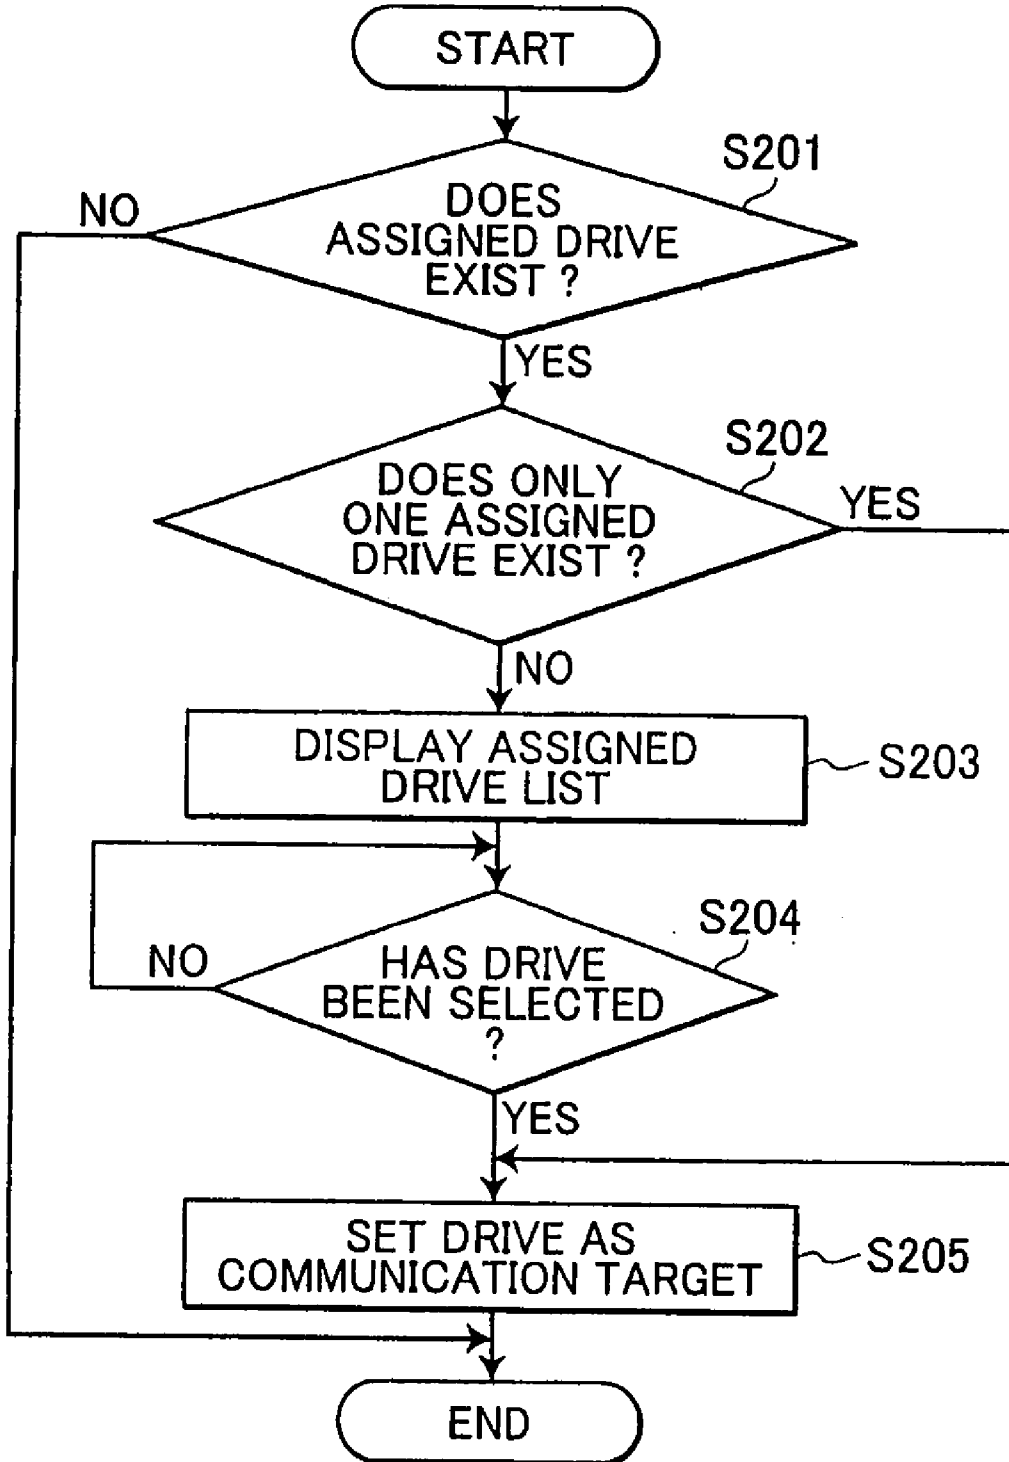 START
S201
NO
DOES
ASSIGNED DRIVE
EXIST ?
YES
S202
DOES ONLY
ONE ASSIGNED
DRIVE EXIST ?
YES
NO
DISPLAY ASSIGNED
DRIVE LIST
S203
S204
NO
HAS DRIVE
BEEN SELECTED
?
YES
SET DRIVE AS
COMMUNICATION TARGET
S205
END